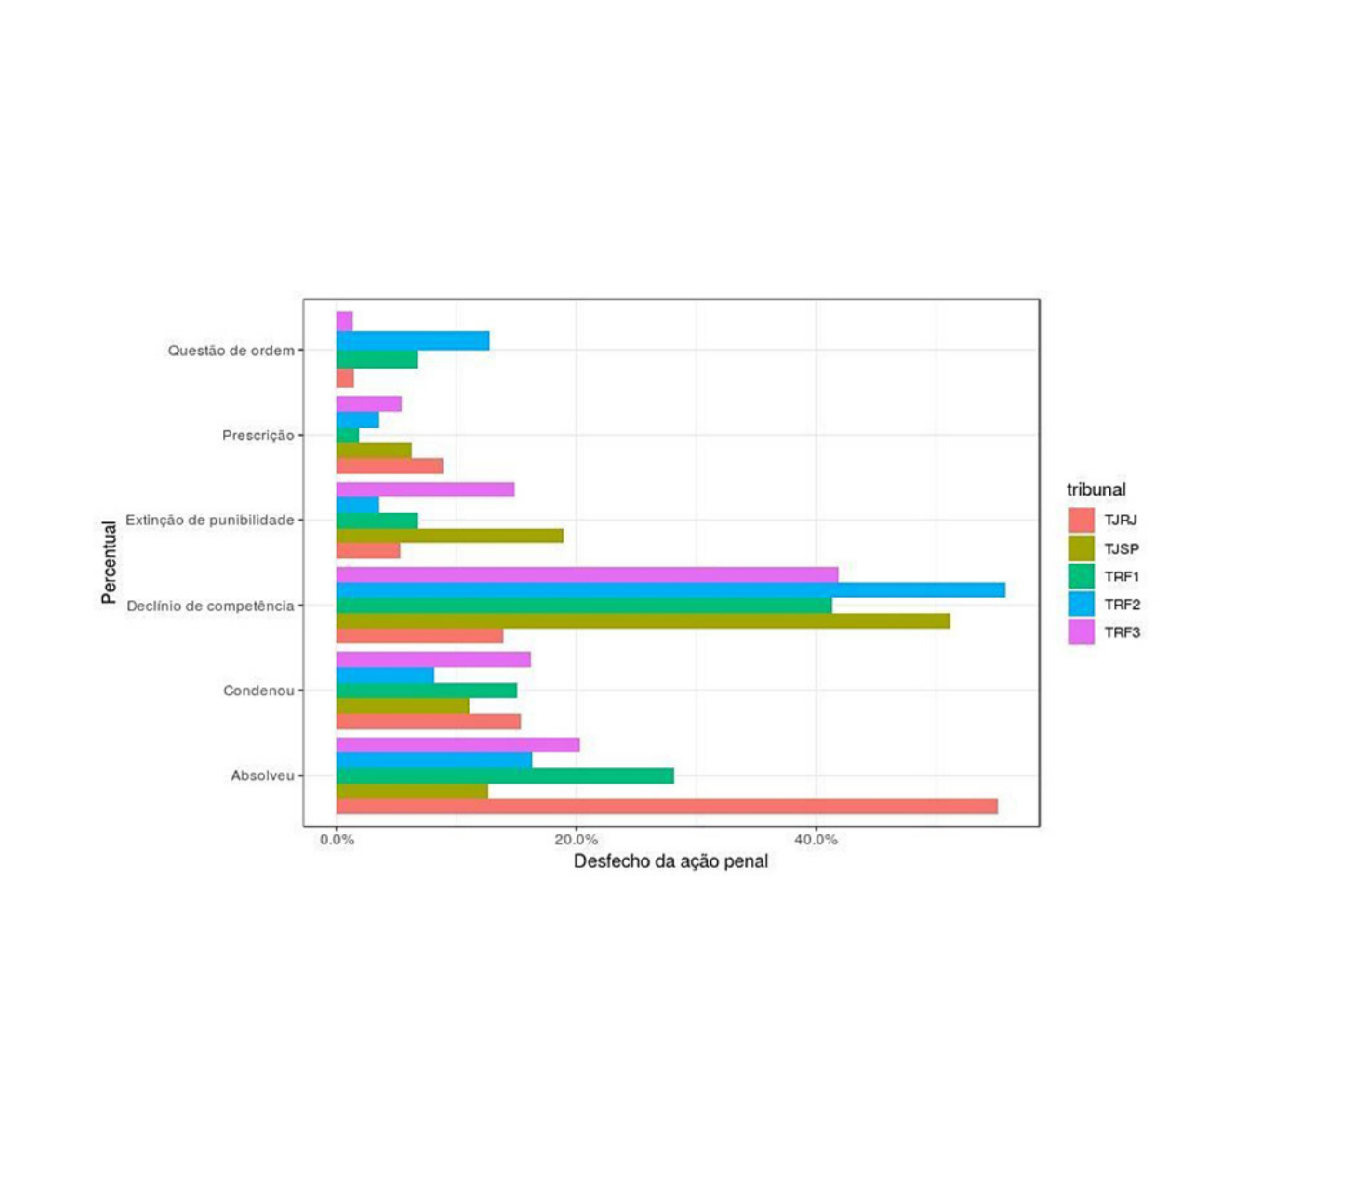 Questão de ordem
Prescrição
Extinção de punibilidade
Declínio de competência
Condenou
Absolveu
Percentual
0.0% 20.0% 40.0%
Desfecho da ação penal
tribunal
TJRJ
TJSP
TRF1
TRF2
TRF3